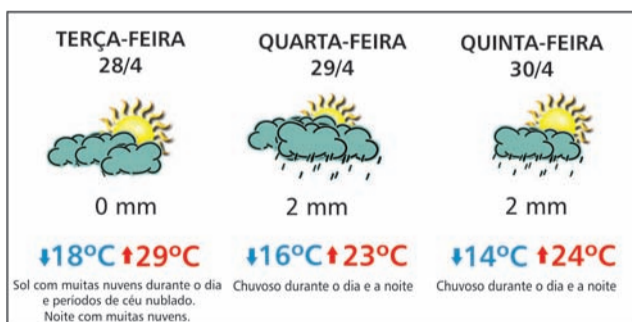 TERÇA-FEIRA
28/4
0 mm
18ºC 29ºC
Sol com muitas nuvens durante o dia
e períodos de céu nublado.
Noite com muitas nuvens.
QUARTA-FEIRA
29/4
2 mm
16ºC 23ºC
Chuvoso durante o dia e a noite
QUINTA-FEIRA
30/4
2 mm
14ºC 24ºC
Chuvoso durante o dia e a noite